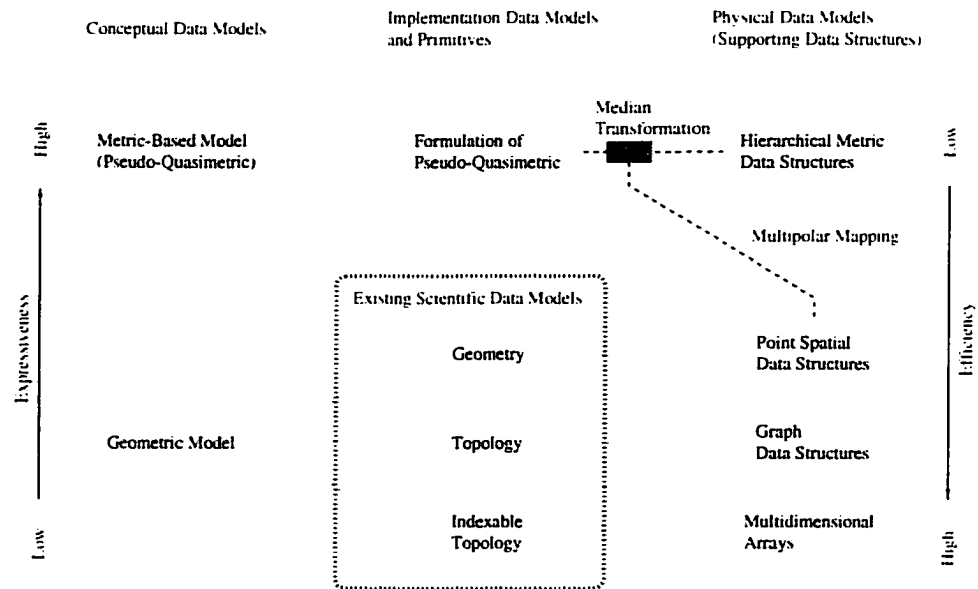 Conceptual Data Models
Implementation Data Models
and Primitives
Physical Data Models
(Supporting Data Structures)
High
Metric-Based Model
(Pseudo-Quasimetric)
Formulation of
Pseudo-Quasimetric
Median
Transformation
Hierarchical Metric
Data Structures
Low
Multipolar Mapping
Existing Scientific Data Models
Expressiveness
Geometry
Point Spatial
Data Structures
Efficiency
Geometric Model
Topology
Graph
Data Structures
Low
Indexable
Topology
Multidimensional
Arrays
High